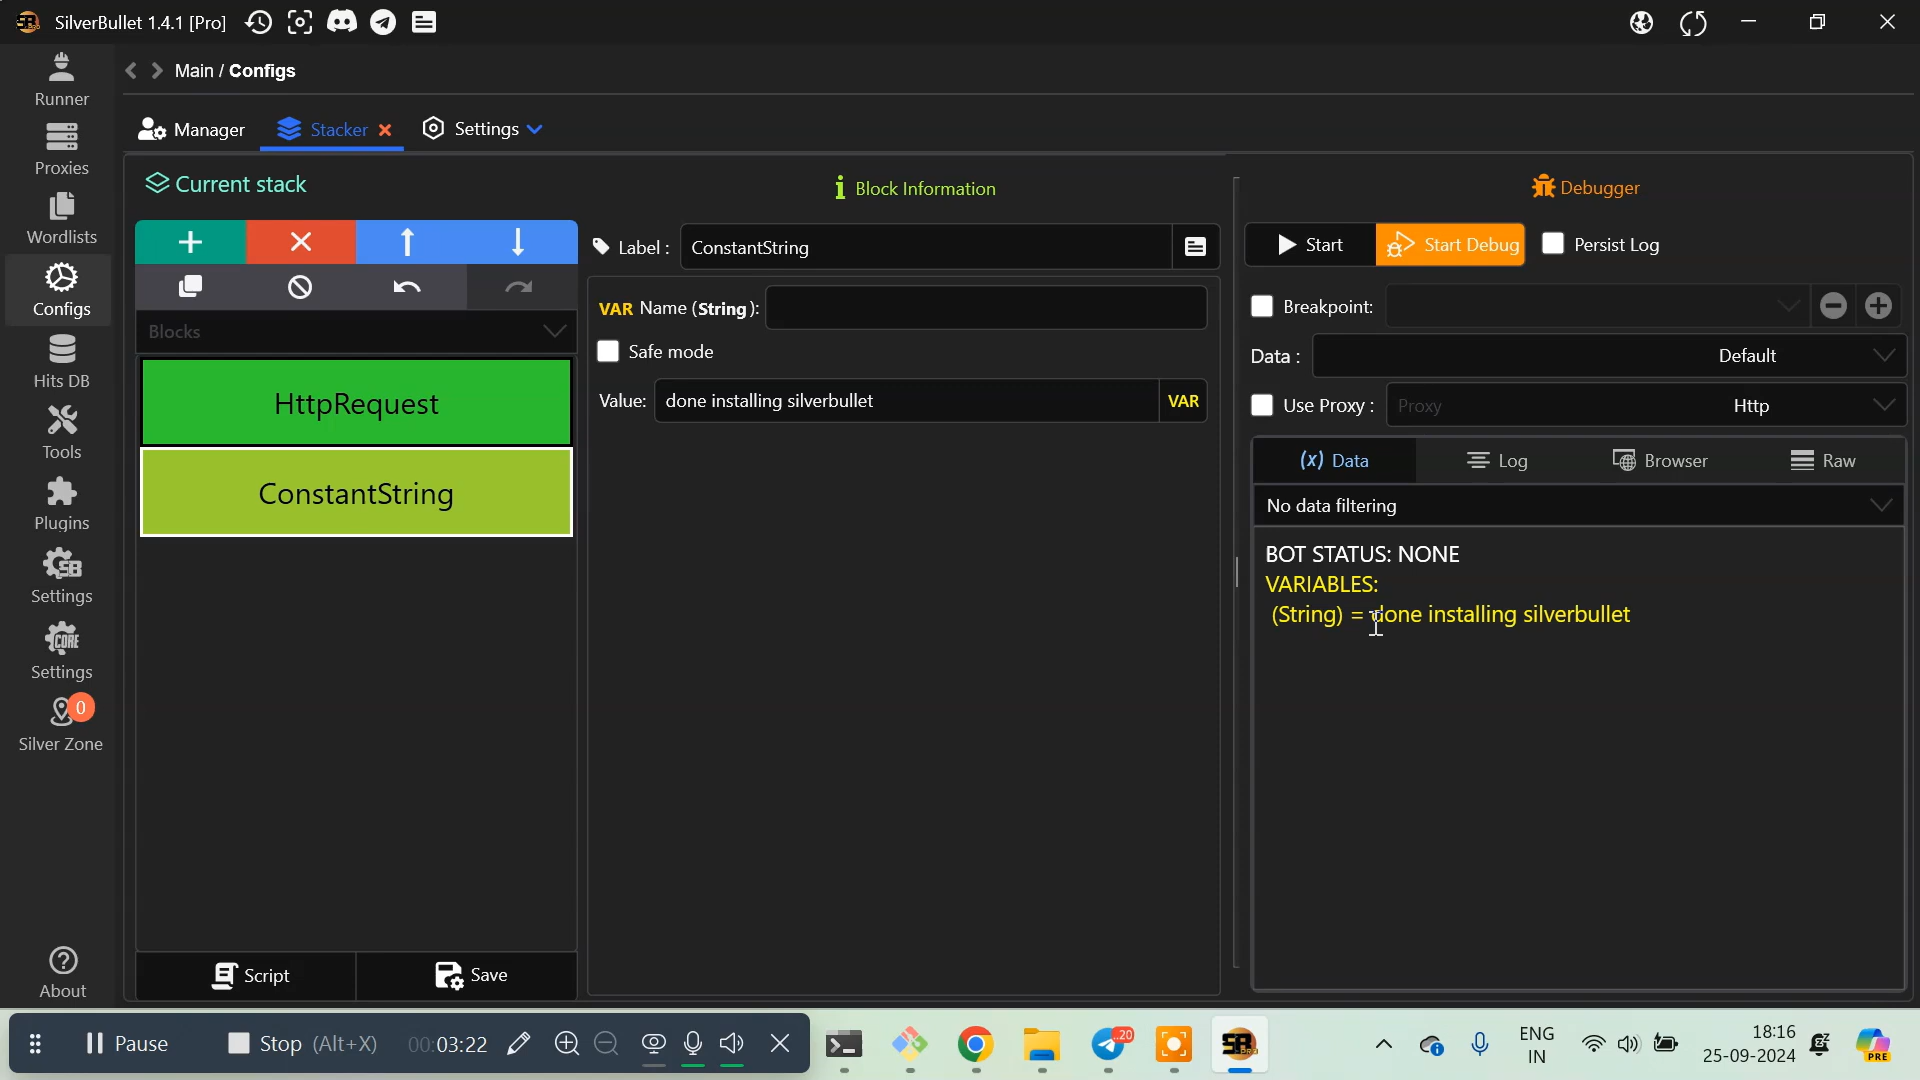 SilverBullet 1.4.1 [Pro]
Main / Configs
Runner
Proxies
Wordlists
Configs
Hits DB
Tools
Plugins
Settings
Settings
0
Silver Zone
About
Manager
Stacker
Settings
Current stack
Blocks
HttpRequest
ConstantString
Script
Save
Block Information
Label :
ConstantString
VAR Name (String ):
Safe mode
Value:
done installing silverbullet
VAR
Debugger
Start
Start Debug
Persist Log
Breakpoint:
Data :
Default
Use Proxy :
Proxy
Http
(x) Data
Log
Browser
Raw
No data filtering
BOT STATUS: NONE
VARIABLES:
(String) = done installing silverbullet
Pause
Stop (Alt+X)
00:03:22
20
ENG
IN
18:16
25-09-2024
PRE